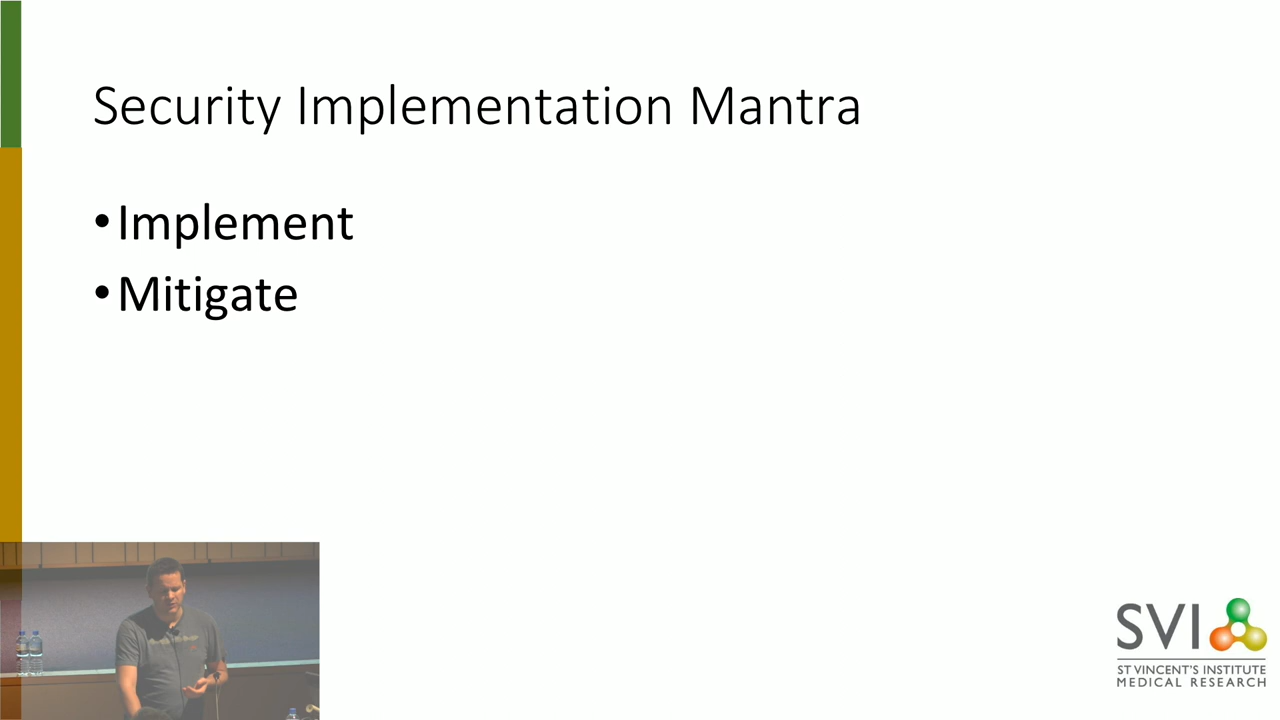 Security Implementation Mantra
•Implement
•Mitigate
SVI
ST VINCENT'S INSTITUTE
MEDICAL RESEARCH